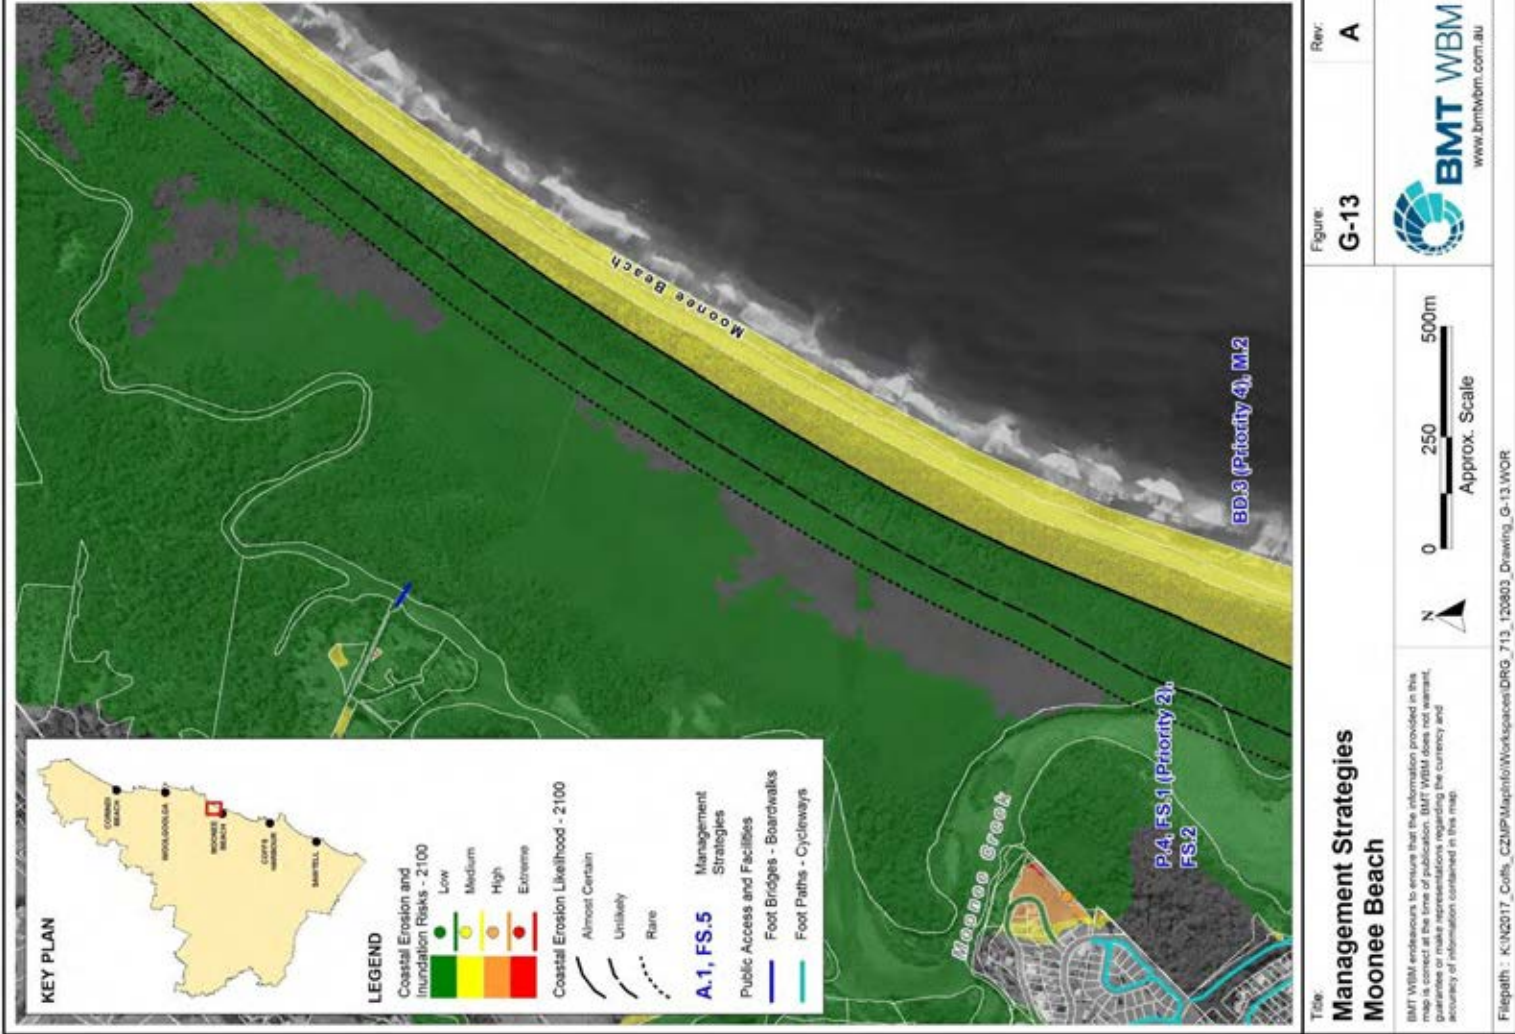 KEY PLAN
CORINDI
BEACH
WOOLGOOLGA
MOONEE
BEACH
COFFS
HARBOUR
SAWTELL
LEGEND
Coastal Erosion and
Inundation Risks - 2100
Low
Medium
High
Extreme
Coastal Erosion Likelihood - 2100
Almost Certain
Unlikely
Rare
A.1, FS.5
Management
Strategies
Public Access and Facilities
Foot Bridges - Boardwalks
Foot Paths - Cycleways
Moonee Beach
Moonee Creek
P.4, FS.1 (Priority 2),
FS.2
BD.3 (Priority 4), M.2
Title:
Management Strategies
Moonee Beach
BMT WBM endeavours to ensure that the information provided in this
map is correct at the time of publication. BMT WBM does not warrant,
guarantee or make representations regarding the currency and
accuracy of information contained in this map.
N
0 250 500m
Approx. Scale
Figure:
G-13
Rev:
A
BMT WBM
www.bmtwbm.com.au
Filepath : K:\N2017_Coffs_CZMP\MapInfo\Workspaces\DRG_713_120803_Drawing_G-13.WOR